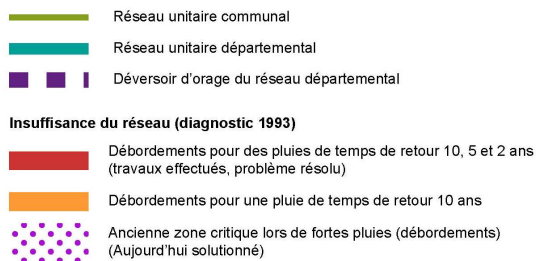 Réseau unitaire communal
Réseau unitaire départemental
Déversoir d'orage du réseau départemental
Insuffisance du réseau (diagnostic 1993)
Débordements pour des pluies de temps de retour 10, 5 et 2 ans
(travaux effectués, problème résolu)
Débordements pour une pluie de temps de retour 10 ans
Ancienne zone critique lors de fortes pluies (débordements)
(Aujourd'hui solutionné)